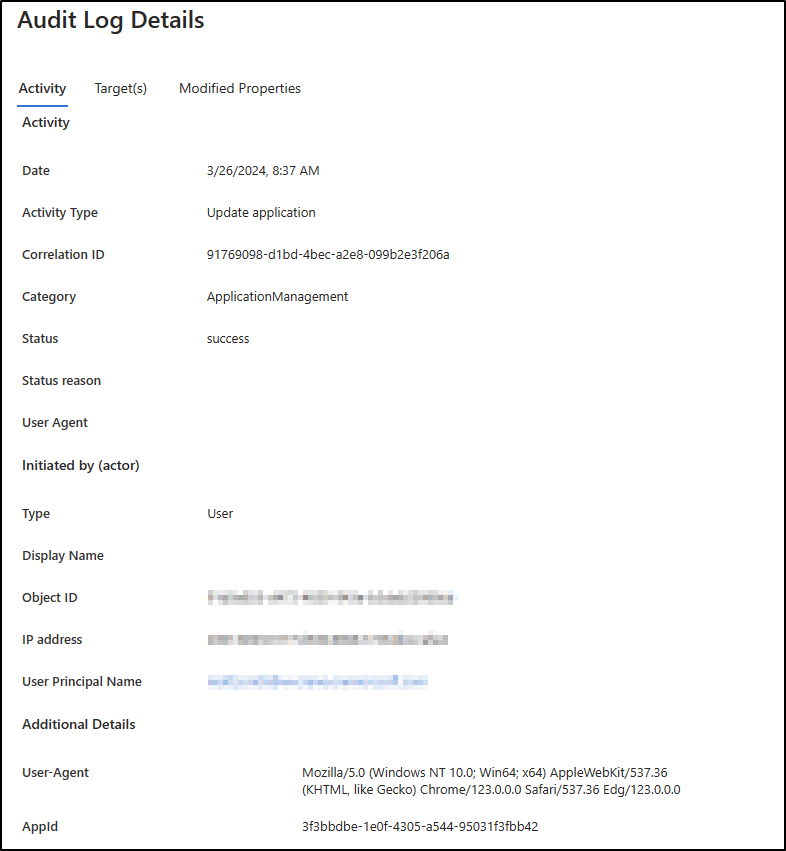 Audit Log Details
Activity Target(s) Modified Properties
Activity
Date 3/26/2024, 8:37 AM
Activity Type Update application
Correlation ID 91769098-d1bd-4bec-a2e8-099b2e3f206a
Category ApplicationManagement
Status success
Status reason
User Agent
Initiated by (actor)
Type User
Display Name
Object ID
IP address
User Principal Name
Additional Details
User-Agent Mozilla/5.0 (Windows NT 10.0; Win64; x64) AppleWebKit/537.36
(KHTML, like Gecko) Chrome/123.0.0.0 Safari/537.36 Edg/123.0.0.0
AppId 3f3bbdbe-1e0f-4305-a544-95031f3fbb42